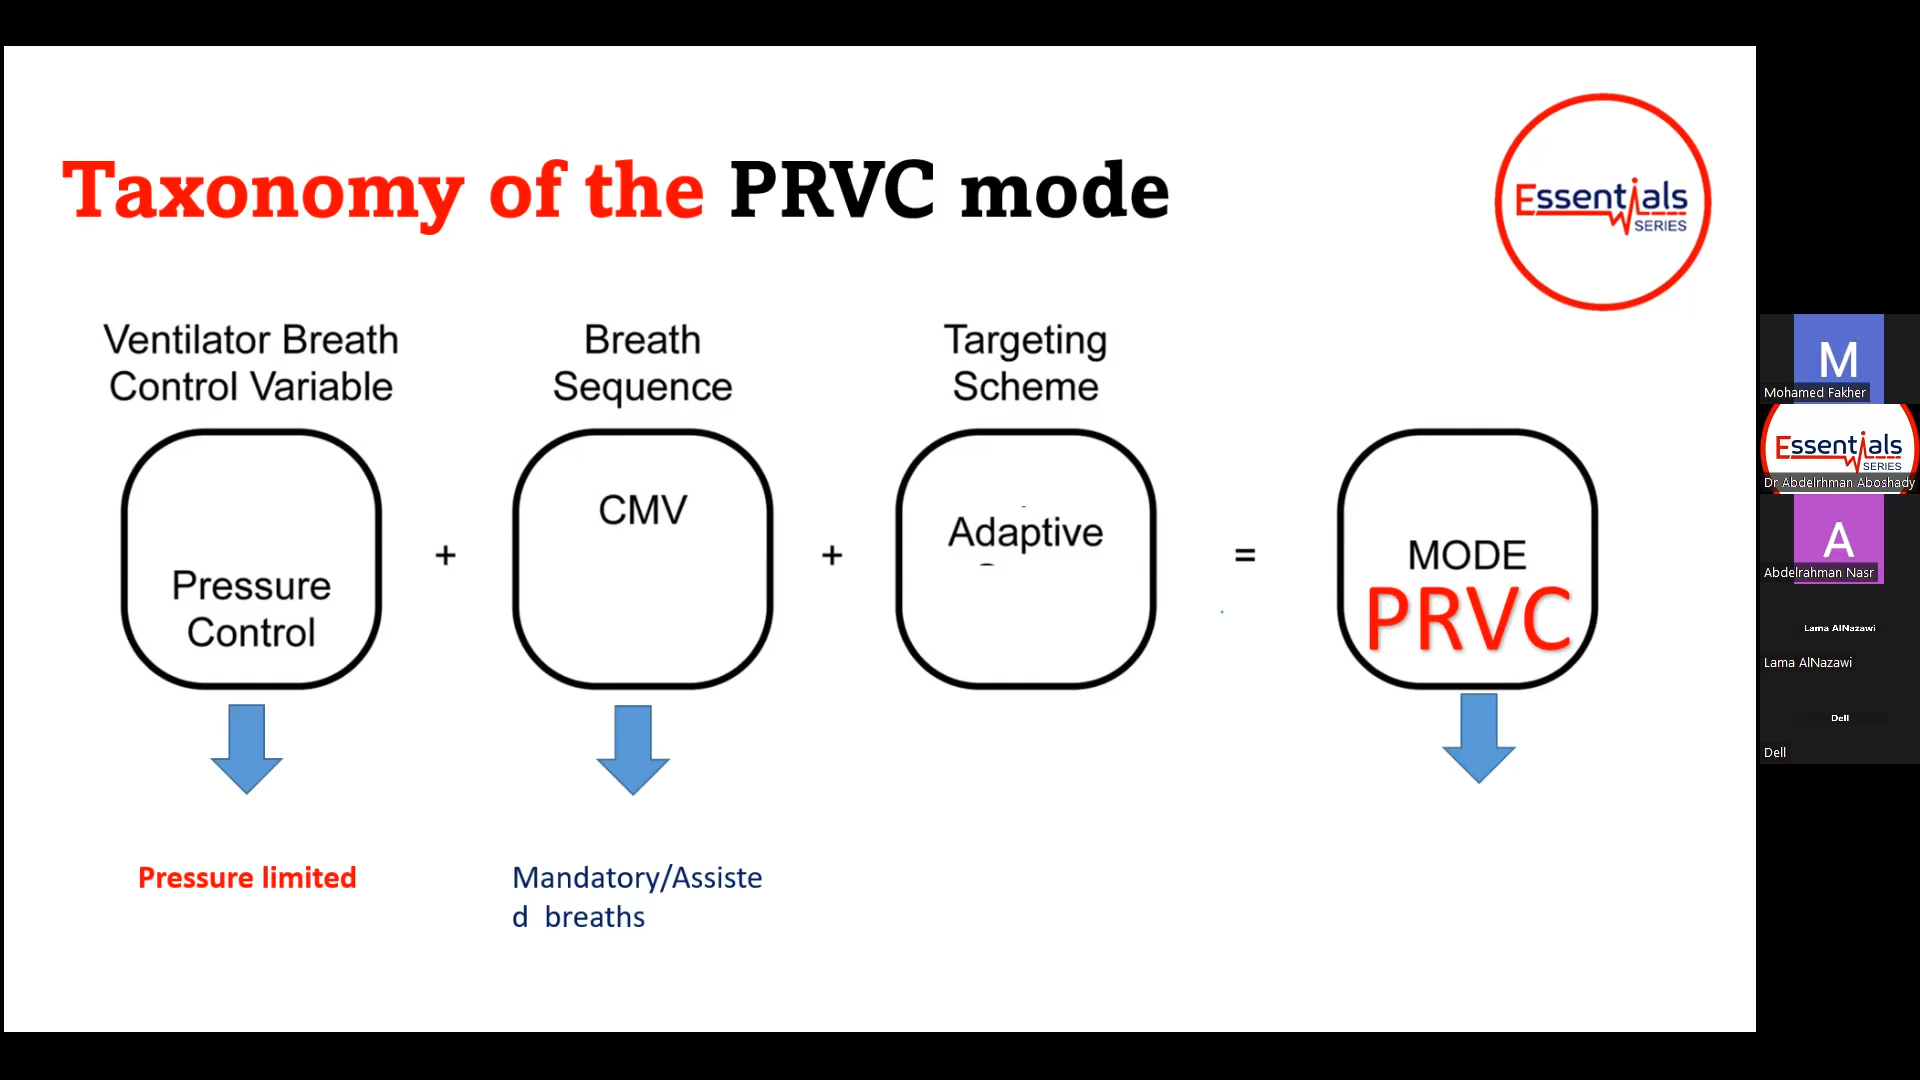 Taxonomy of the PRVC mode
Essentials
SERIES
Ventilator Breath
Control Variable
Breath
Sequence
Targeting
Scheme
Pressure
Control
+
CMV
+
Adaptive
=
MODE
PRVC
Pressure limited
Mandatory/Assiste
d breaths
M
Mohamed Fakher
Essentials
SERIES
Dr Abdelrhman Aboshady
A
Abdelrahman Nasr
Lama AlNazawi
Lama AlNazawi
Dell
Dell